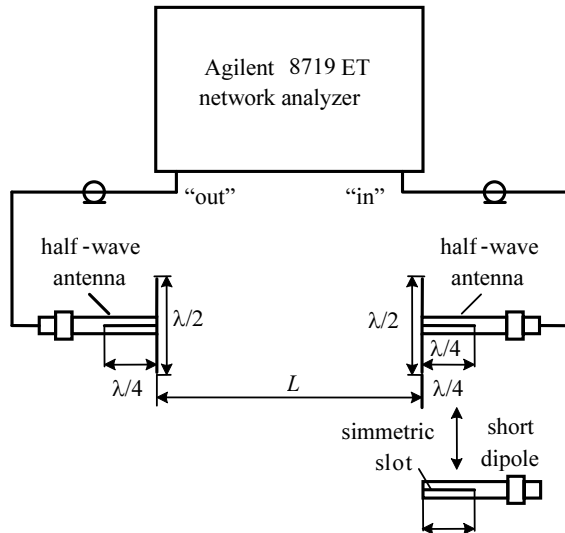 Agilent 8719 ET
network analyzer
“out”
“in”
half-wave
antenna
half-wave
antenna
λ/2
λ/2
λ/4
λ/4
λ/4
L
simmetric
slot
short
dipole